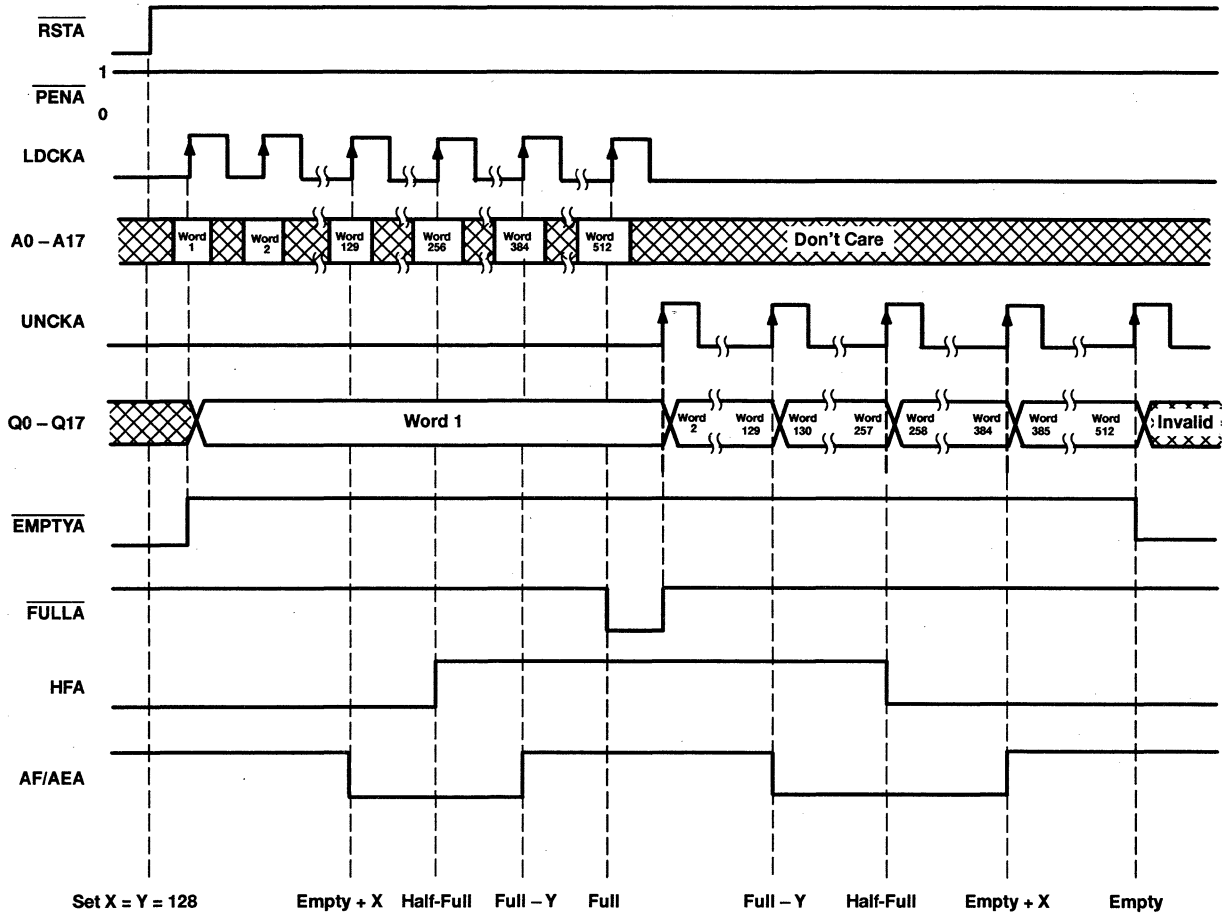 RSTA
1
PENA
0
LDCKA
A0 – A17
Word 1
Word 2
Word 129
Word 256
Word 384
Word 512
Don't Care
UNCKA
Q0 – Q17
Word 1
Word 2
Word 129
Word 130
Word 257
Word 258
Word 384
Word 385
Word 512
Invalid
EMPTYA
FULLA
HFA
AF/AEA
Set X = Y = 128
Empty + X
Half-Full
Full – Y
Full
Full – Y
Half-Full
Empty + X
Empty